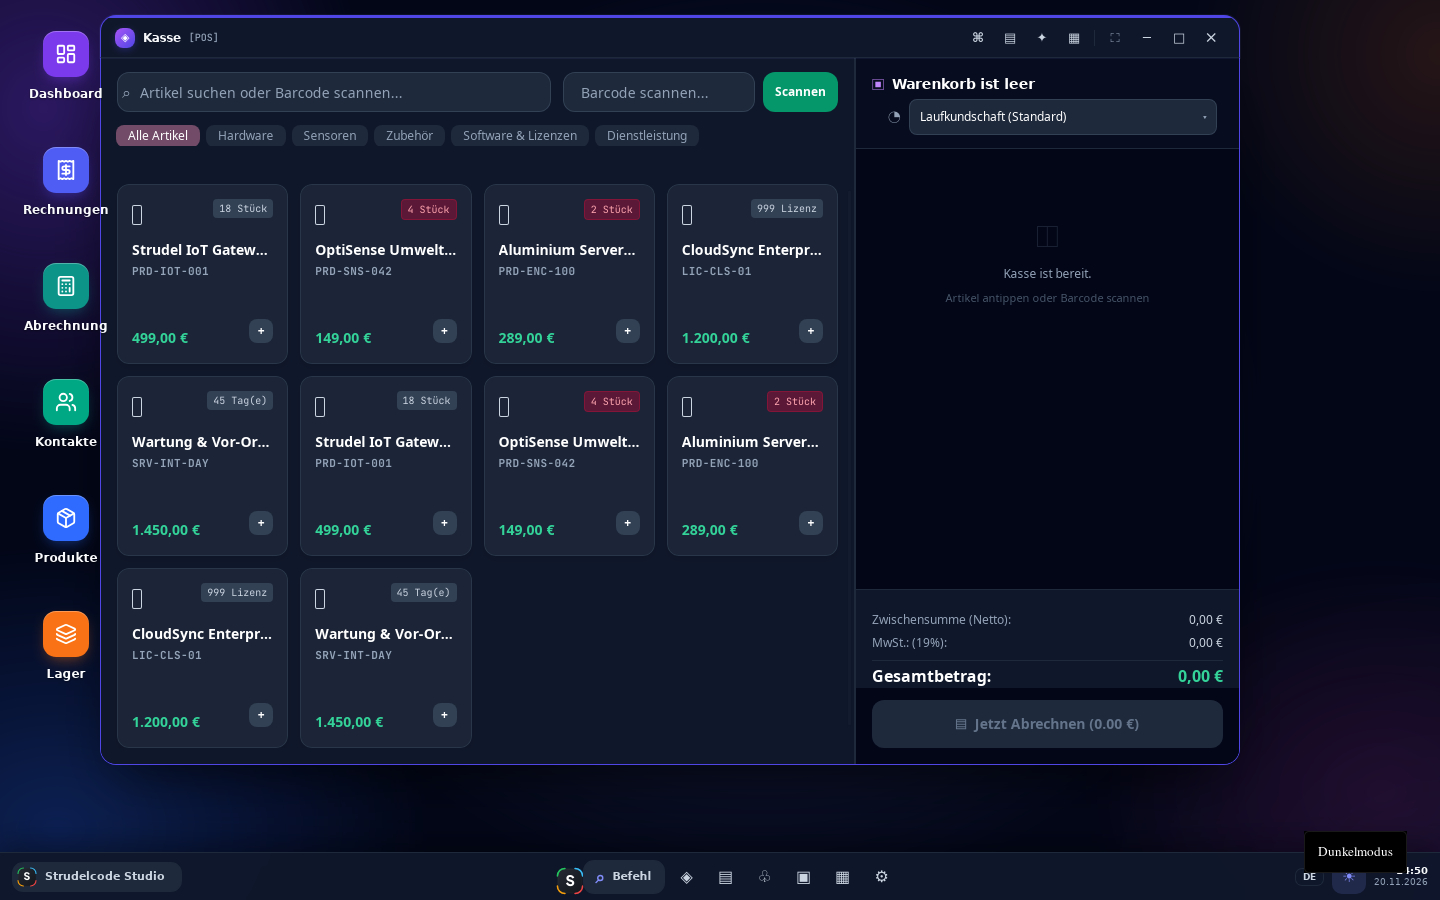 Kasse [POS]
Dashboard
Rechnungen
Abrechnung
Kontakte
Produkte
Lager
Artikel suchen oder Barcode scannen...
Barcode scannen...
Scannen
Alle Artikel
Hardware
Sensoren
Zubehör
Software & Lizenzen
Dienstleistung
18 Stück
Strudel IoT Gatew...
PRD-IOT-001
499,00 €
+
4 Stück
OptiSense Umwelt...
PRD-SNS-042
149,00 €
+
2 Stück
Aluminium Server...
PRD-ENC-100
289,00 €
+
999 Lizenz
CloudSync Enterpr...
LIC-CLS-01
1.200,00 €
+
45 Tag(e)
Wartung & Vor-Or...
SRV-INT-DAY
1.450,00 €
+
18 Stück
Strudel IoT Gatew...
PRD-IOT-001
499,00 €
+
4 Stück
OptiSense Umwelt...
PRD-SNS-042
149,00 €
+
2 Stück
Aluminium Server...
PRD-ENC-100
289,00 €
+
999 Lizenz
CloudSync Enterpr...
LIC-CLS-01
1.200,00 €
+
45 Tag(e)
Wartung & Vor-Or...
SRV-INT-DAY
1.450,00 €
+
Warenkorb ist leer
Laufkundschaft (Standard)
Kasse ist bereit.
Artikel antippen oder Barcode scannen
Zwischensumme (Netto): 0,00 €
MwSt.: (19%): 0,00 €
Gesamtbetrag: 0,00 €
Jetzt Abrechnen (0.00 €)
Dunkelmodus
S Strudelcode Studio
S
Befehl
DE
20.11.2026